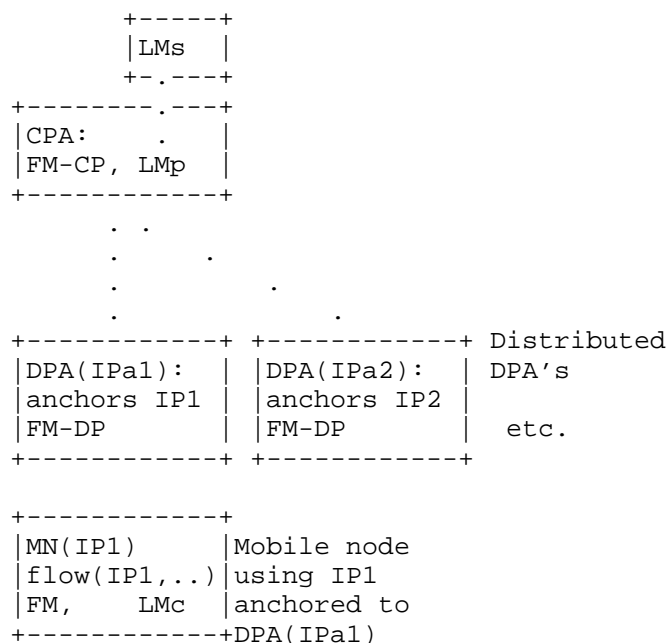 LMs
CPA:
FM-CP, LMp
Distributed
DPA(IPa1): DPA(IPa2): DPA's
anchors IP1 anchors IP2
FM-DP FM-DP etc.
MN(IP1) Mobile node
flow(IP1,..) using IP1
FM, LMc anchored to
DPA(IPa1)